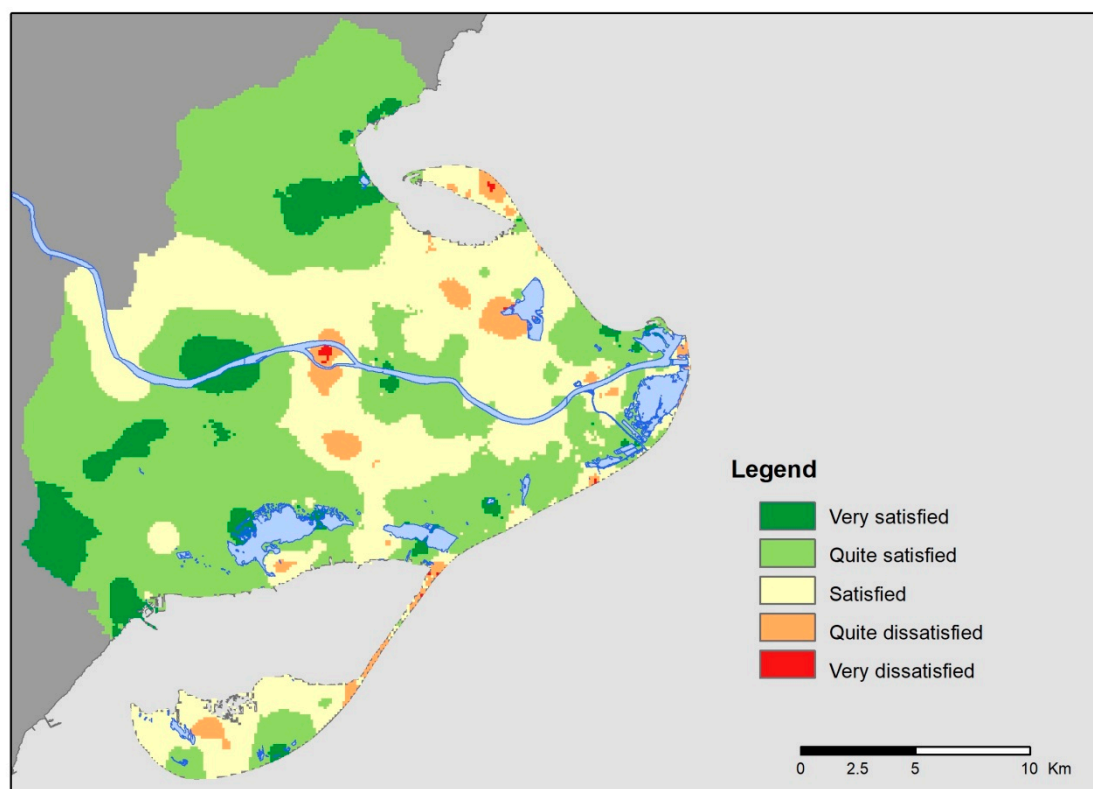 Legend
Very satisfied
Quite satisfied
Satisfied
Quite dissatisfied
Very dissatisfied
0 2.5 5 10 Km